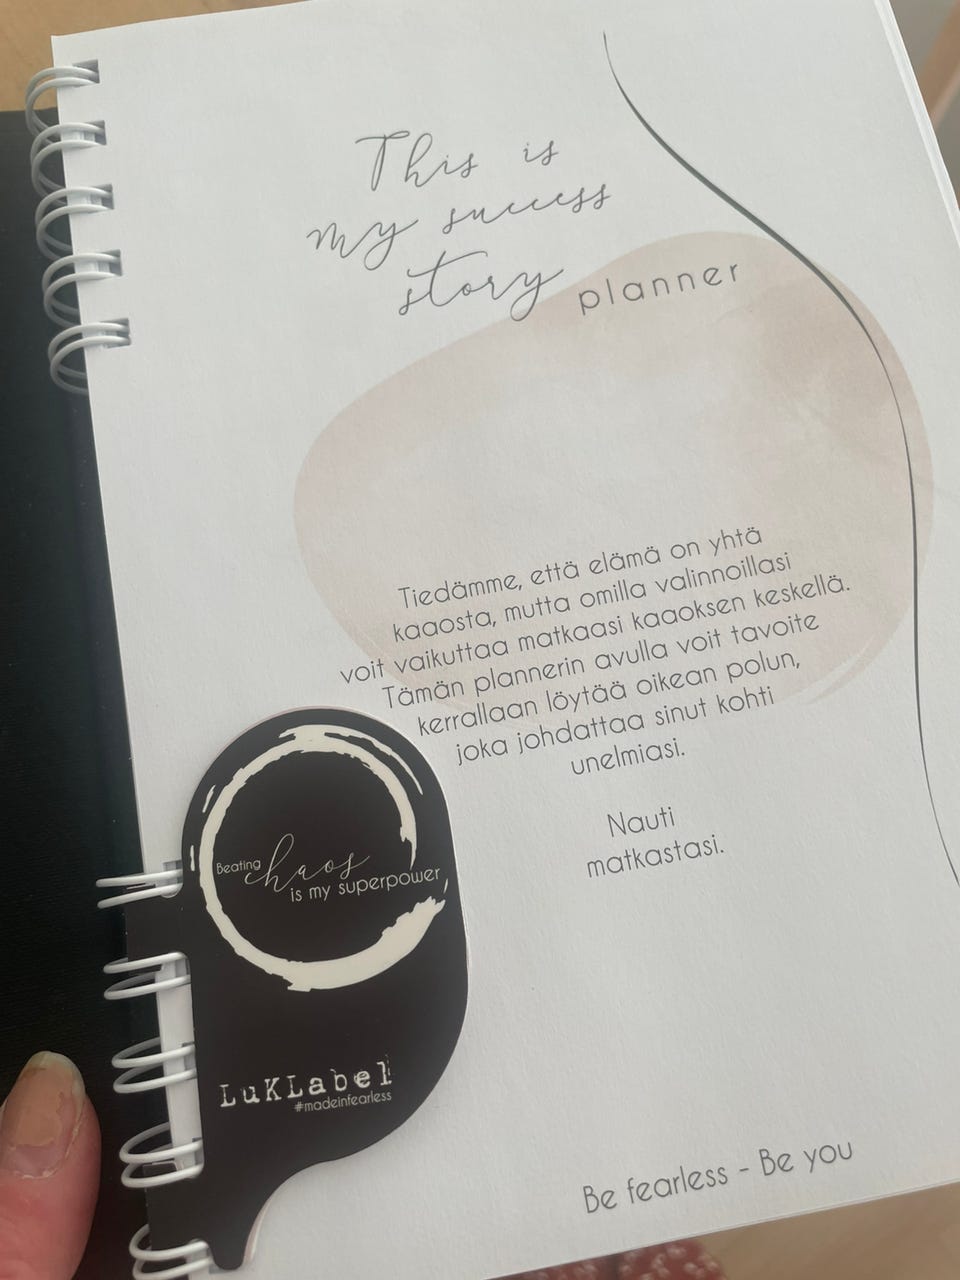 This is
my success
story planner
Tiedämme, että elämä on yhtä
kaaosta, mutta omilla valinnoillasi
voit vaikuttaa matkaasi kaaoksen keskellä.
Tämän plannerin avulla voit tavoite
kerrallaan löytää oikean polun,
joka johdattaa sinut kohti
unelmiasi.
Nauti
matkastasi.
Beating chaos
is my superpower
LuKLabel
#madeinfearless
Be fearless - Be you